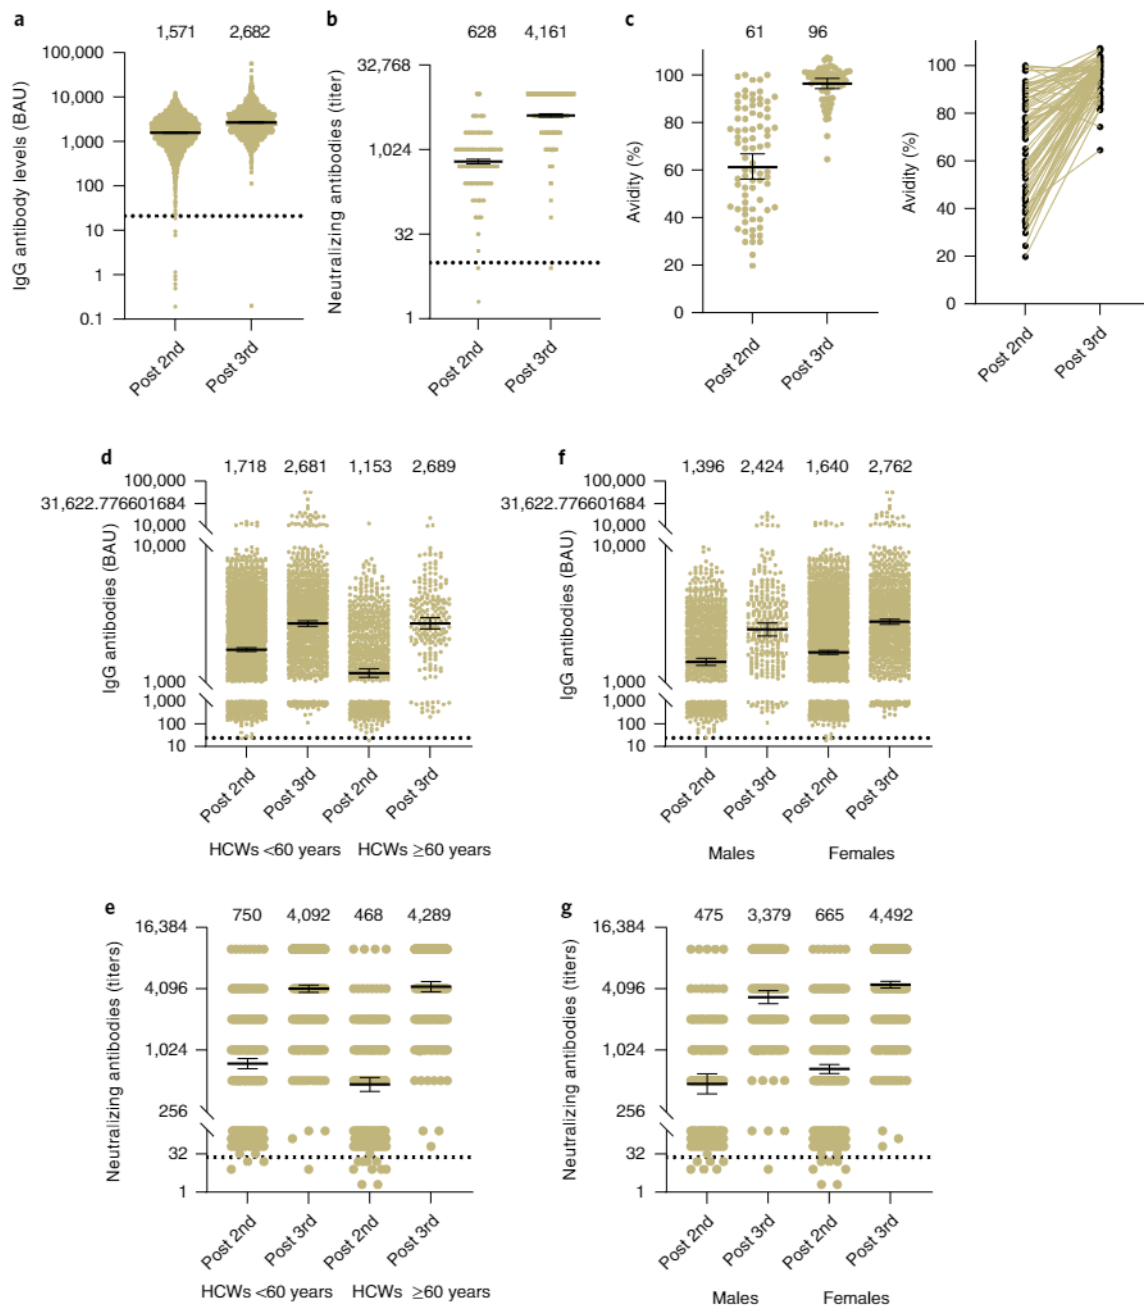 a
1,571 2,682
100,000
10,000
1,000
100
10
1
0.1
IgG antibody levels (BAU)
Post 2nd
Post 3rd
b
628 4,161
32,768
1,024
32
1
Neutralizing antibodies (titer)
Post 2nd
Post 3rd
c
61 96
100
80
60
40
20
0
Avidity (%)
Post 2nd
Post 3rd
100
80
60
40
20
0
Avidity (%)
Post 2nd
Post 3rd
d
1,718 2,681 1,153 2,689
100,000
31,622.776601684
10,000
10,000
1,000
1,000
100
10
IgG antibodies (BAU)
Post 2nd
Post 3rd
Post 2nd
Post 3rd
HCWs <60 years HCWs ≥60 years
f
1,396 2,424 1,640 2,762
100,000
31,622.776601684
10,000
10,000
1,000
1,000
100
10
IgG antibodies (BAU)
Post 2nd
Post 3rd
Post 2nd
Post 3rd
Males Females
e
750 4,092 468 4,289
16,384
4,096
1,024
256
32
1
Neutralizing antibodies (titers)
Post 2nd
Post 3rd
Post 2nd
Post 3rd
HCWs <60 years HCWs ≥60 years
g
475 3,379 665 4,492
16,384
4,096
1,024
256
32
1
Neutralizing antibodies (titers)
Post 2nd
Post 3rd
Post 2nd
Post 3rd
Males Females